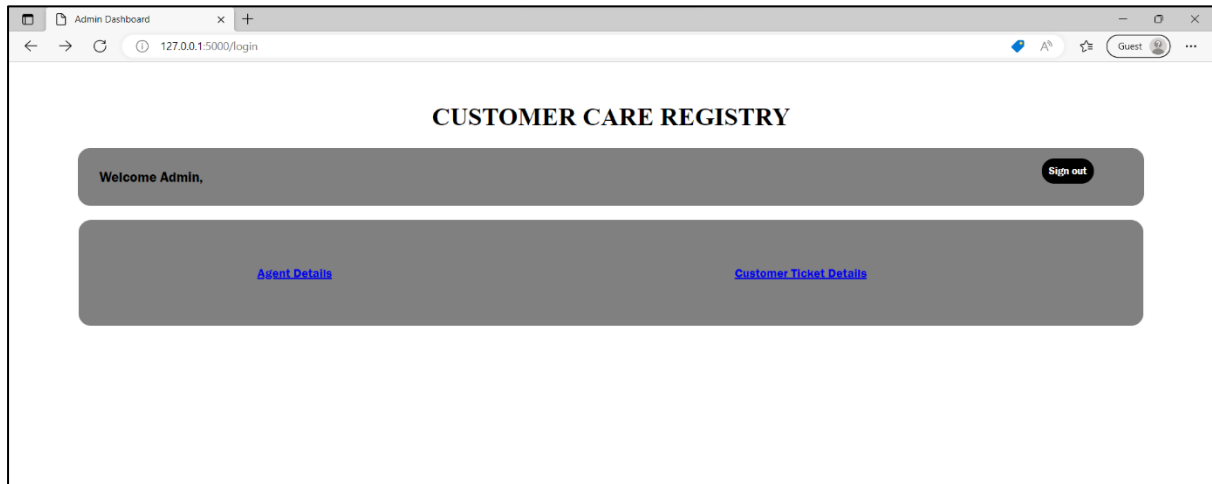 Admin Dashboard
127.0.0.1:5000/login
Guest
CUSTOMER CARE REGISTRY
Welcome Admin,
Sign out
Agent Details
Customer Ticket Details